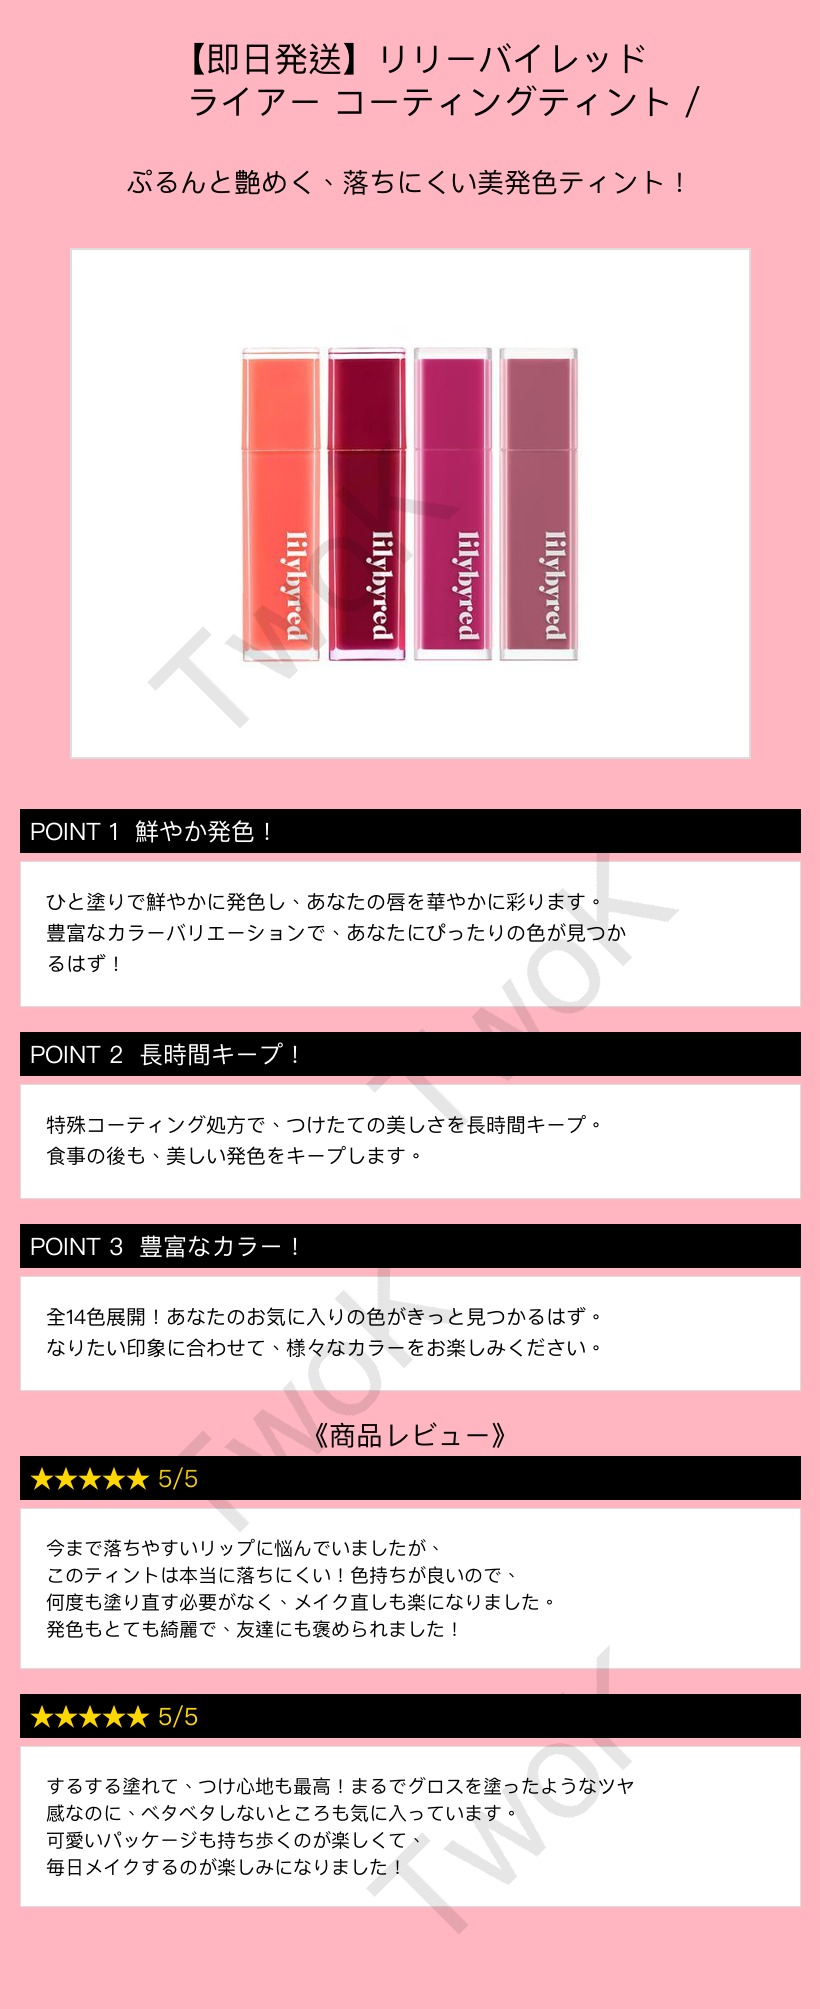 【即日発送】リリーバイレッド
ライアー コーティングティント /
ぷるんと艶めく、落ちにくい美発色ティント！
lilybyred
lilybyred
lilybyred
lilybyred
TwoK
POINT 1 鮮やか発色！
ひと塗りで鮮やかに発色し、あなたの唇を華やかに彩ります。
豊富なカラーバリエーションで、あなたにぴったりの色が見つか
るはず！
TwoK
POINT 2 長時間キープ！
特殊コーティング処方で、つけたての美しさを長時間キープ。
食事の後も、美しい発色をキープします。
POINT 3 豊富なカラー！
全14色展開！あなたのお気に入りの色がきっと見つかるはず。
なりたい印象に合わせて、様々なカラーをお楽しみください。
TwoK
《商品レビュー》
★★★★★ 5/5
今まで落ちやすいリップに悩んでいましたが、
このティントは本当に落ちにくい！色持ちが良いので、
何度も塗り直す必要がなく、メイク直しも楽になりました。
発色もとても綺麗で、友達にも褒められました！
★★★★★ 5/5
するする塗れて、つけ心地も最高！まるでグロスを塗ったようなツヤ
感なのに、ベタベタしないところも気に入っています。
可愛いパッケージも持ち歩くのが楽しくて、
毎日メイクするのが楽しみになりました！
TwoK